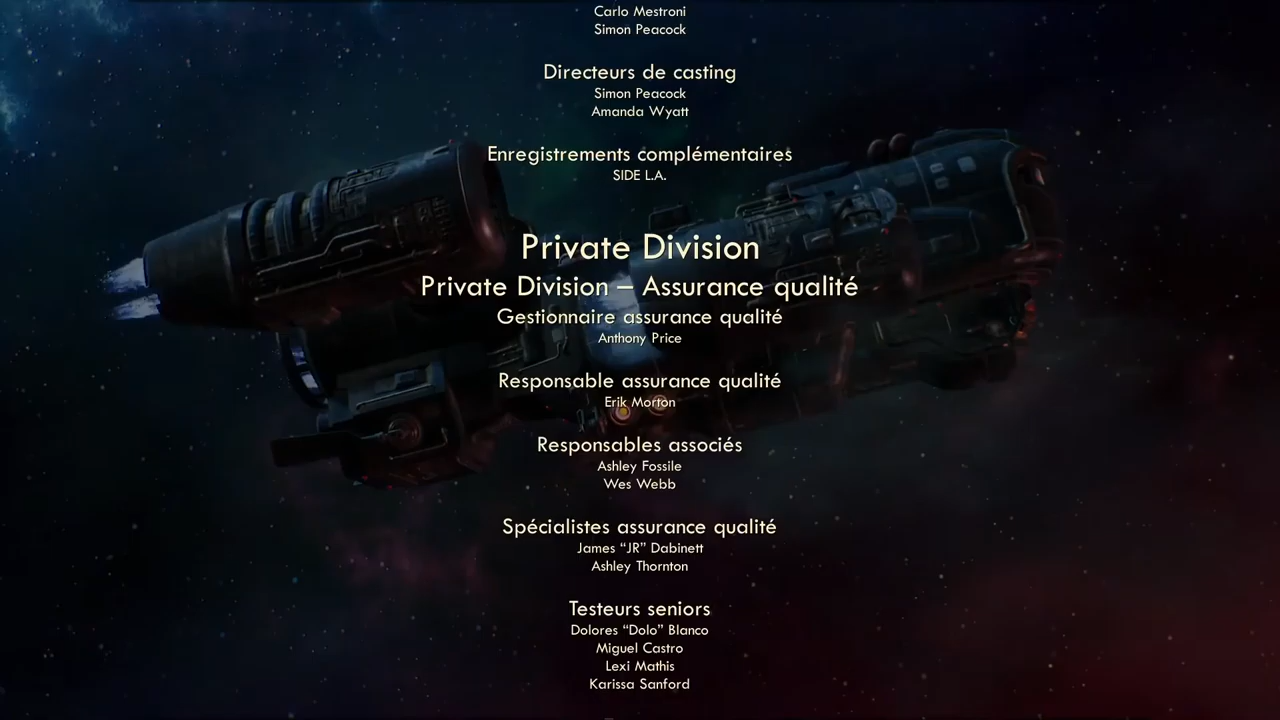 Carlo Mestroni
Simon Peacock
Directeurs de casting
Simon Peacock
Amanda Wyatt
Enregistrements complémentaires
SIDE L.A.
Private Division
Private Division – Assurance qualité
Gestionnaire assurance qualité
Anthony Price
Responsable assurance qualité
Erik Morton
Responsables associés
Ashley Fossile
Wes Webb
Spécialistes assurance qualité
James “JR” Dabinett
Ashley Thornton
Testeurs seniors
Dolores “Dolo” Blanco
Miguel Castro
Lexi Mathis
Karissa Sanford